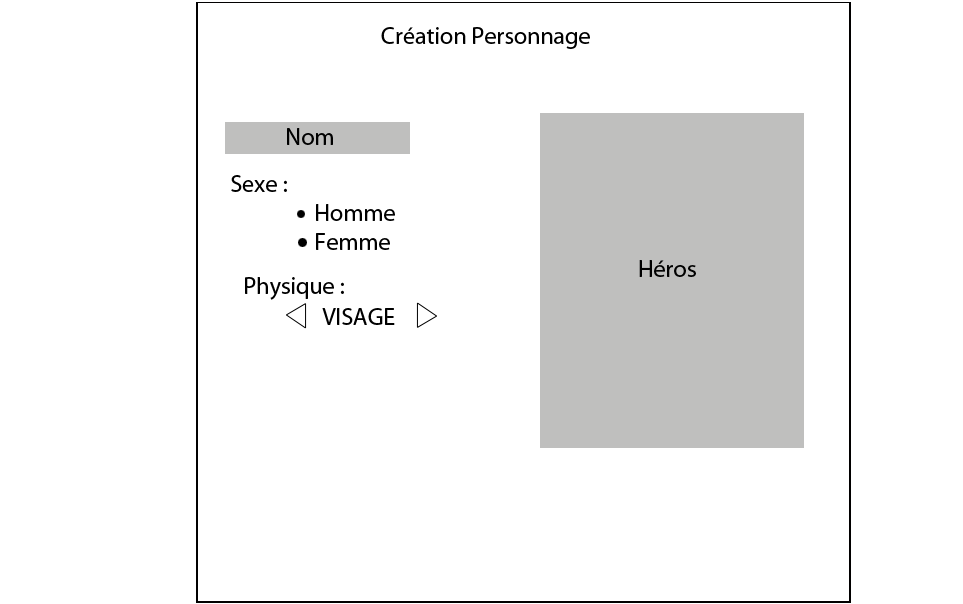 Création Personnage
Nom
Sexe :
• Homme
• Femme
Physique :
VISAGE
Héros